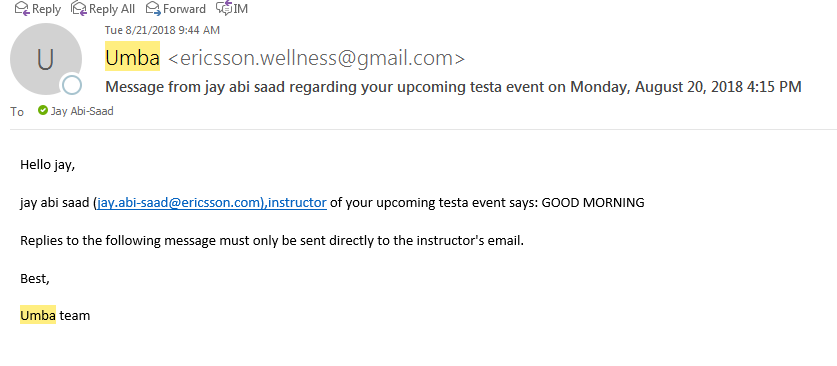 Reply Reply All Forward IM
Tue 8/21/2018 9:44 AM
U
Umba <ericsson.wellness@gmail.com>
Message from jay abi saad regarding your upcoming testa event on Monday, August 20, 2018 4:15 PM
To Jay Abi-Saad
Hello jay,
jay abi saad (jay.abi-saad@ericsson.com),instructor of your upcoming testa event says: GOOD MORNING
Replies to the following message must only be sent directly to the instructor's email.
Best,
Umba team